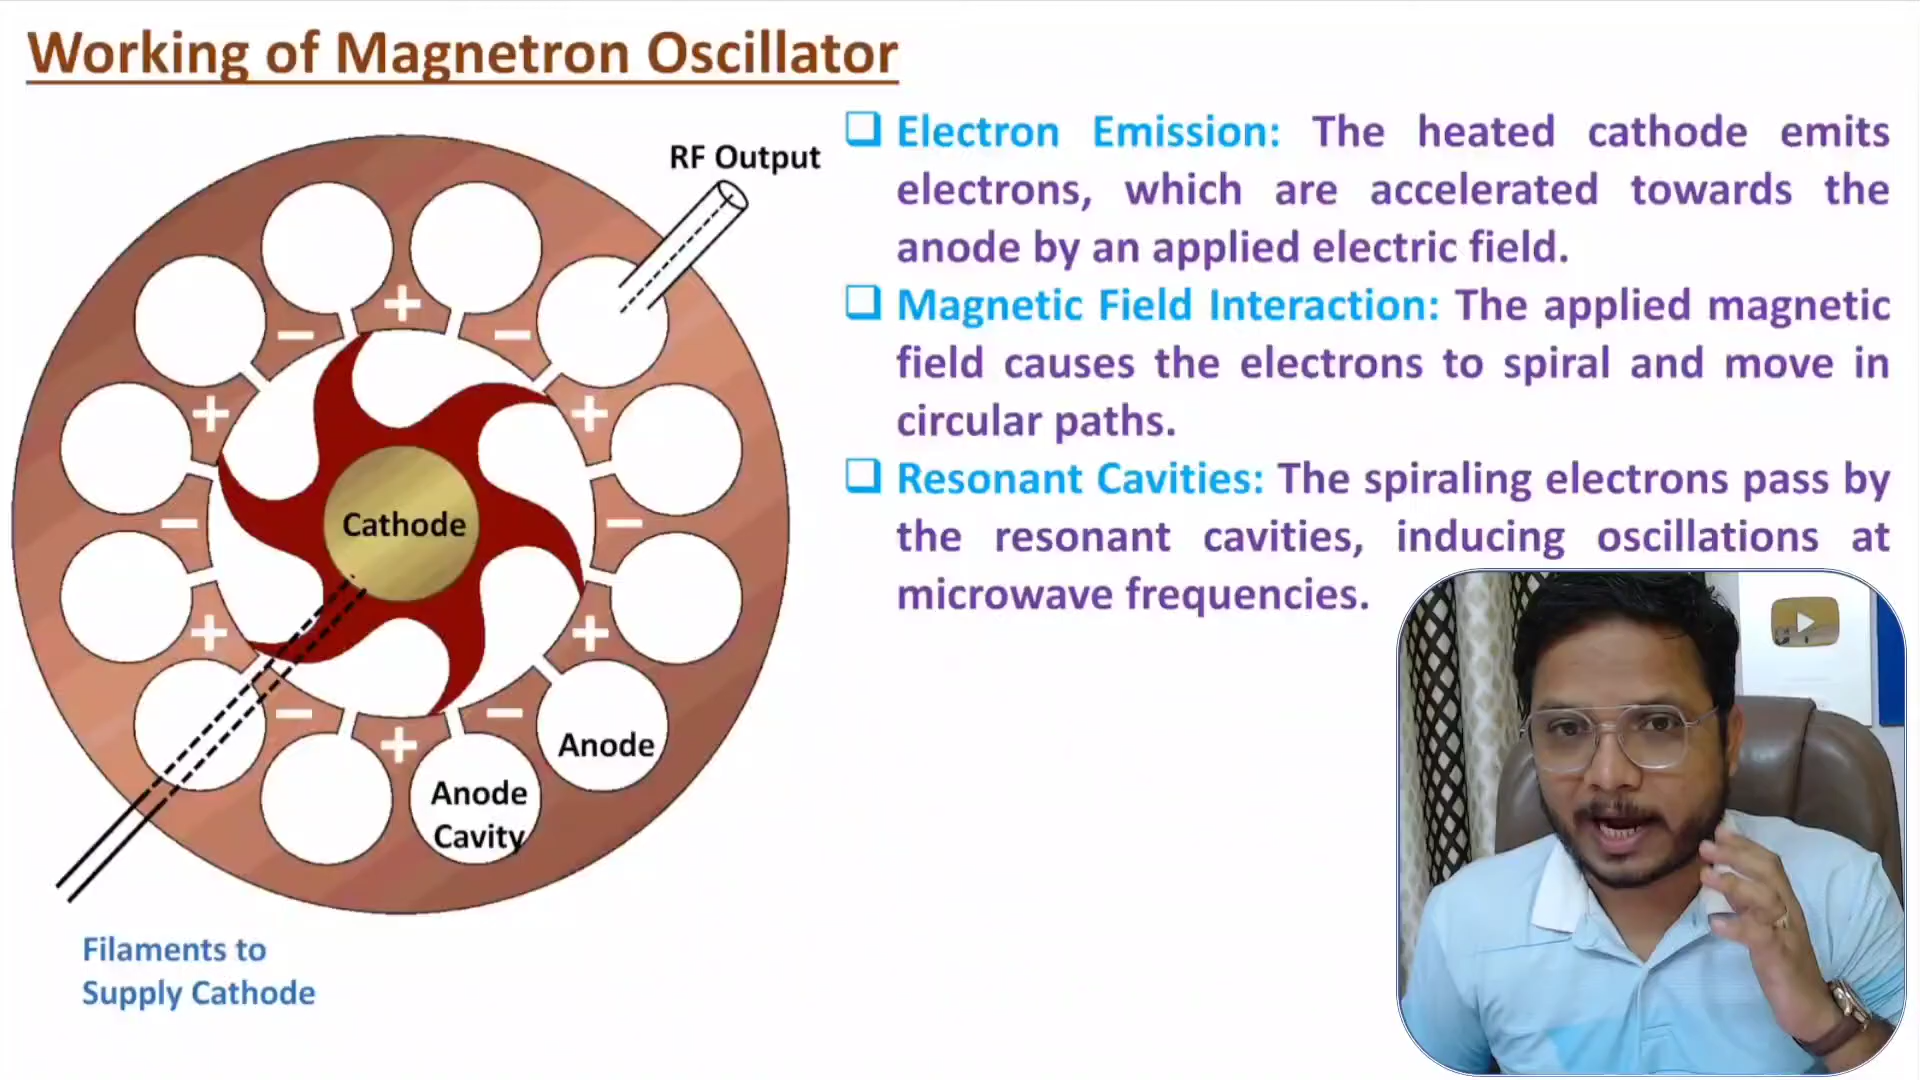 Working of Magnetron Oscillator
RF Output
Cathode
Anode
Anode
Cavity
Filaments to
Supply Cathode
❑ Electron Emission: The heated cathode emits
electrons, which are accelerated towards the
anode by an applied electric field.
❑ Magnetic Field Interaction: The applied magnetic
field causes the electrons to spiral and move in
circular paths.
❑ Resonant Cavities: The spiraling electrons pass by
the resonant cavities, inducing oscillations at
microwave frequencies.